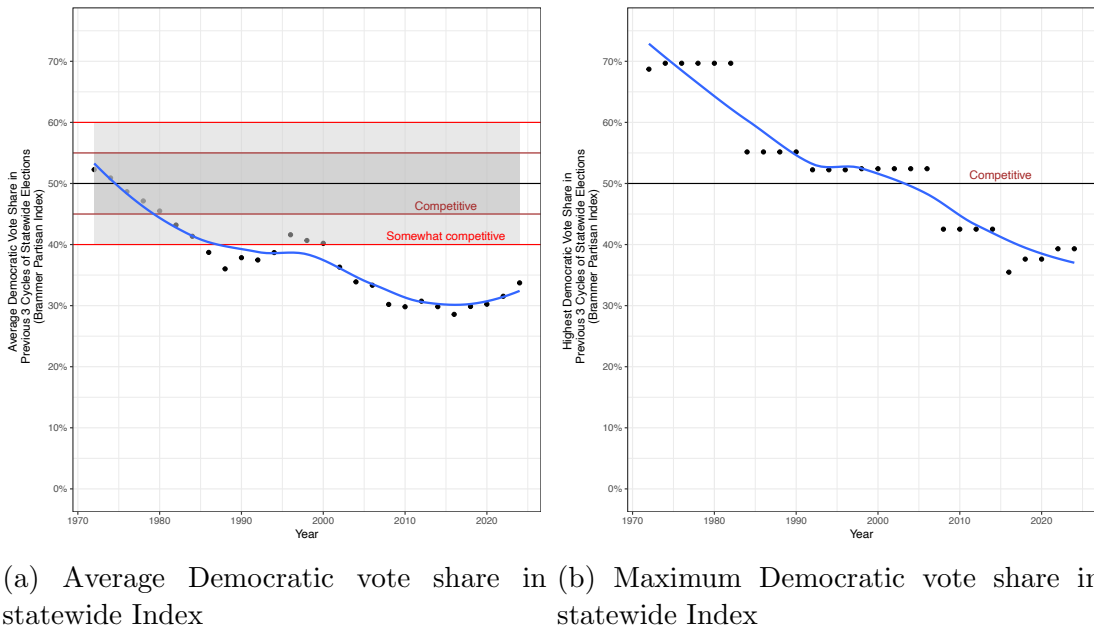 Average Democratic Vote Share in
Previous 3 Cycles of Statewide Elections
(Brammer Partisan Index)
70%
60%
50%
40%
30%
20%
10%
0%
Competitive
Somewhat competitive
1970 1980 1990 2000 2010 2020
Year
Highest Democratic Vote Share in
Previous 3 Cycles of Statewide Elections
(Brammer Partisan Index)
70%
60%
50%
40%
30%
20%
10%
0%
Competitive
1970 1980 1990 2000 2010 2020
Year
(a) Average Democratic vote share in
statewide Index
(b) Maximum Democratic vote share in
statewide Index